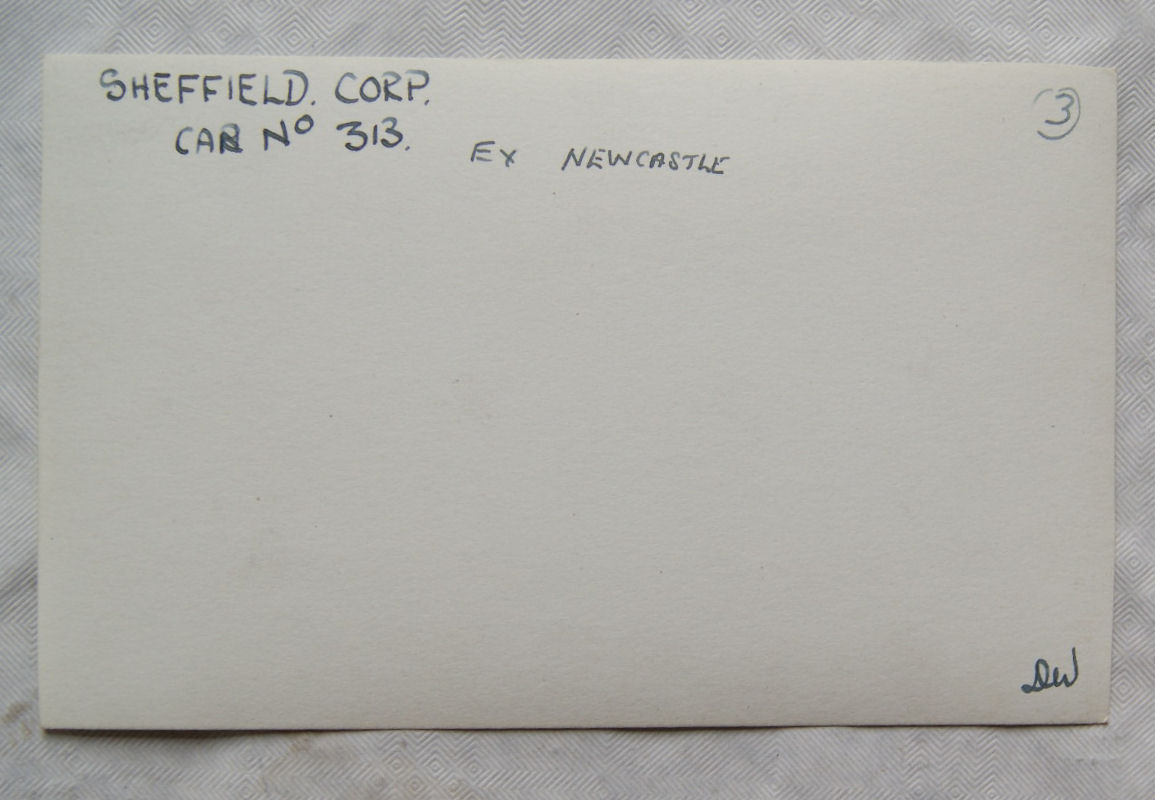 SHEFFIELD. CORP.
CAR Nº 313.
EX NEWCASTLE
3
DW